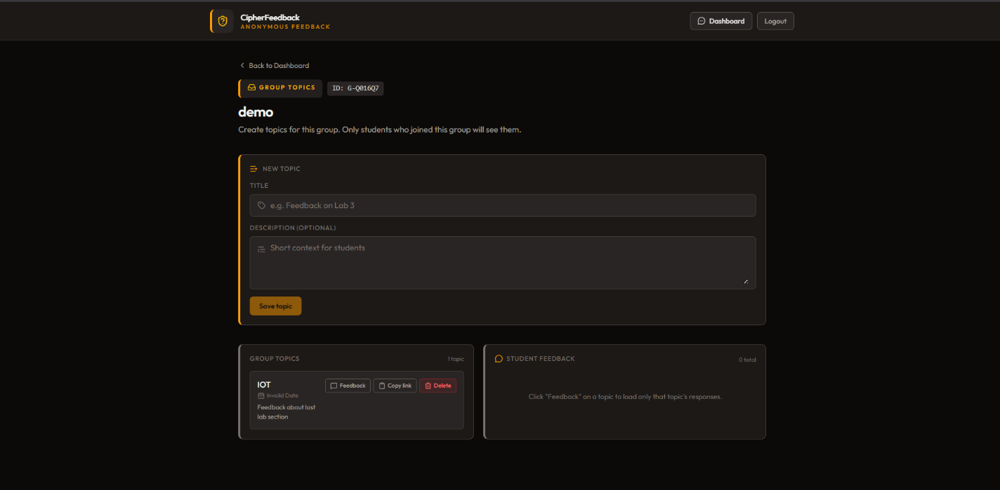 CipherFeedback
ANONYMOUS FEEDBACK
Dashboard
Logout
Back to Dashboard
GROUP TOPICS
ID: G-Q016Q7
demo
Create topics for this group. Only students who joined this group will see them.
NEW TOPIC
TITLE
e.g. Feedback on Lab 3
DESCRIPTION (OPTIONAL)
Short context for students
Save topic
GROUP TOPICS
1 topic
IOT
Feedback
Copy link
Delete
Invalid Date
Feedback about last
lab section
STUDENT FEEDBACK
0 total
Click "Feedback" on a topic to load only that topic's responses.